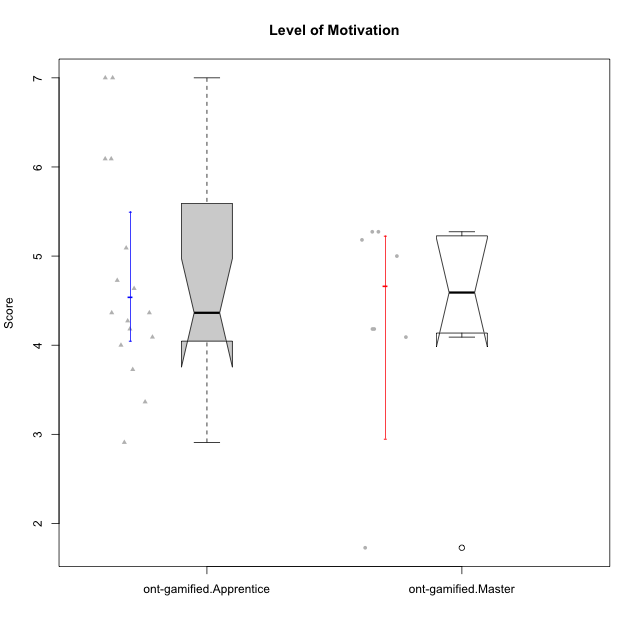 Level of Motivation
Score
7
6
5
4
3
2
ont-gamified.Apprentice
ont-gamified.Master